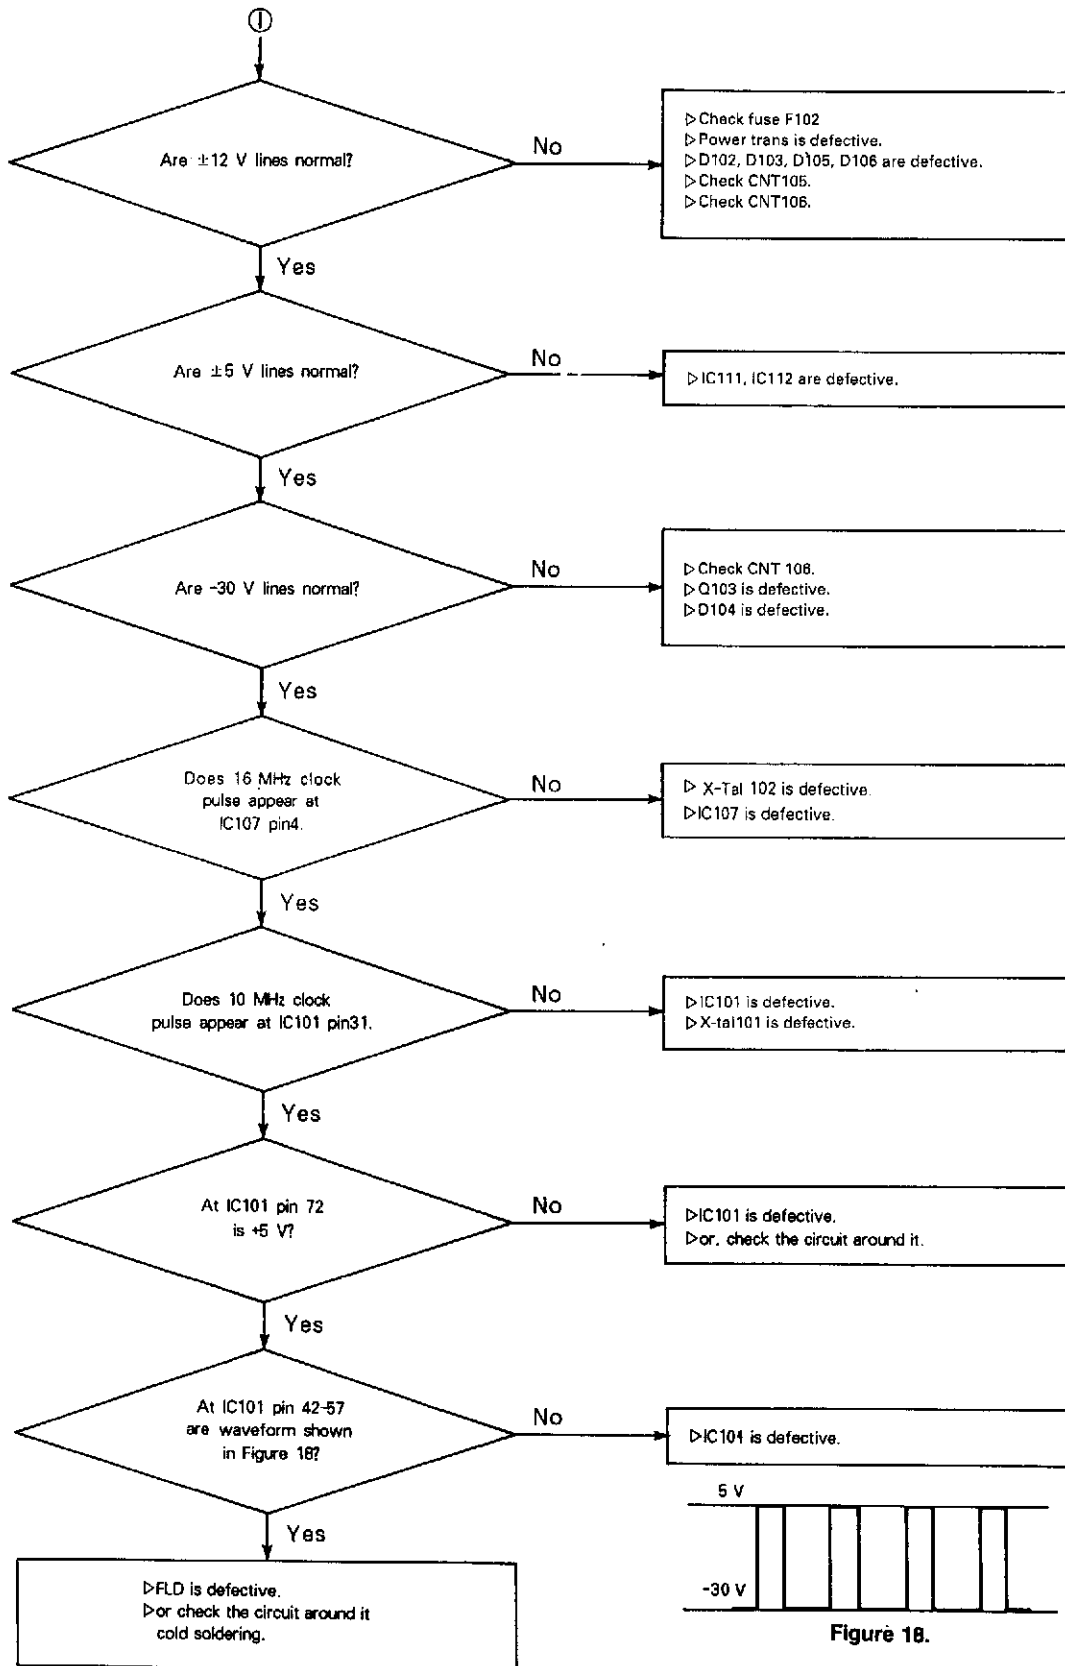 ①
Are ±12 V lines normal?
No
▷Check fuse F102
▷Power trans is defective.
▷D102, D103, D105, D106 are defective.
▷Check CNT105.
▷Check CNT106.
Yes
Are ±5 V lines normal?
No
▷IC111, IC112 are defective.
Yes
Are -30 V lines normal?
No
▷Check CNT 106.
▷Q103 is defective.
▷D104 is defective.
Yes
Does 16 MHz clock
pulse appear at
IC107 pin4.
No
▷ X-Tal 102 is defective.
▷IC107 is defective.
Yes
Does 10 MHz clock
pulse appear at IC101 pin31.
No
▷IC101 is defective.
▷X-tal101 is defective.
Yes
At IC101 pin 72
is +5 V?
No
▷IC101 is defective.
▷or, check the circuit around it.
Yes
At IC101 pin 42-57
are waveform shown
in Figure 18?
No
▷IC101 is defective.
Yes
▷FLD is defective.
▷or check the circuit around it
cold soldering.
5 V
-30 V
Figure 18.